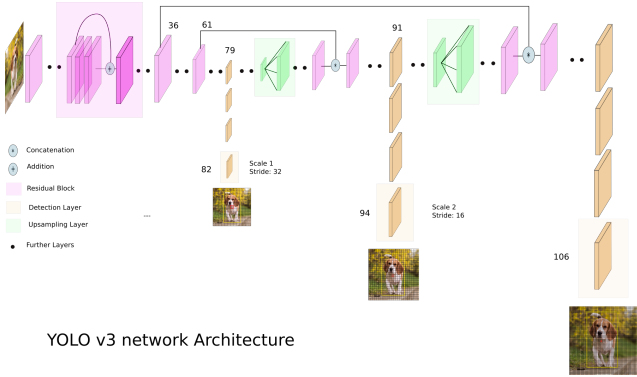 36
61
91
79
82
Scale 1
Stride: 32
94
Scale 2
Stride: 16
106
Concatenation
Addition
Residual Block
Detection Layer
Upsampling Layer
...
Further Layers
YOLO v3 network Architecture